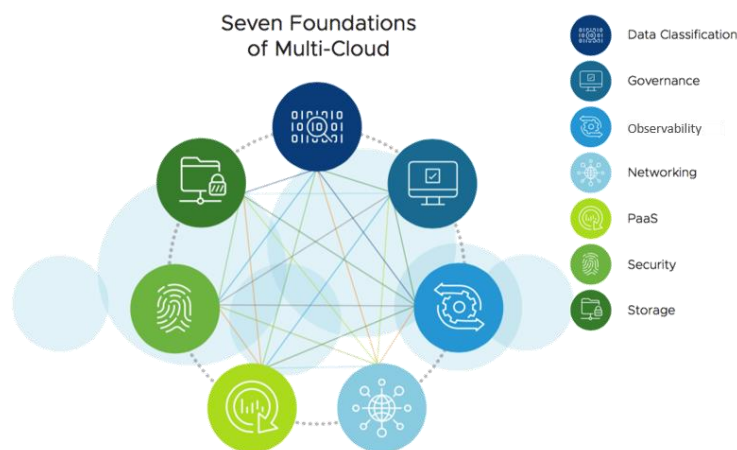 Seven Foundations
of Multi-Cloud
Data Classification
Governance
Observability
Networking
PaaS
Security
Storage